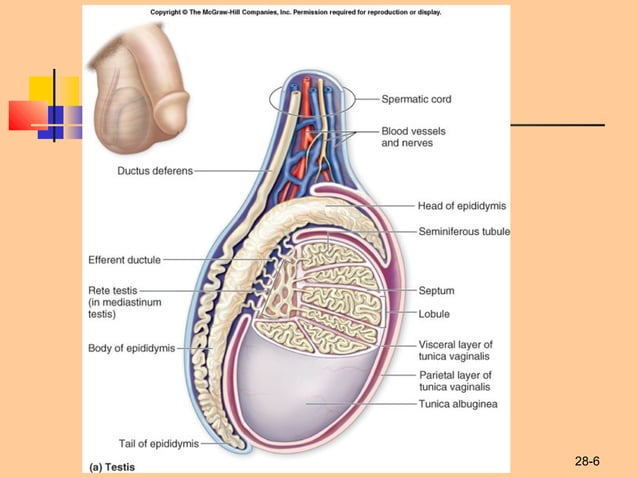 Copyright © The McGraw-Hill Companies, Inc. Permission required for reproduction or display.
Spermatic cord
Blood vessels
and nerves
Ductus deferens
Head of epididymis
Seminiferous tubule
Efferent ductule
Rete testis
(in mediastinum
testis)
Septum
Lobule
Body of epididymis
Visceral layer of
tunica vaginalis
Parietal layer of
tunica vaginalis
Tunica albuginea
Tail of epididymis
(a) Testis
28-6